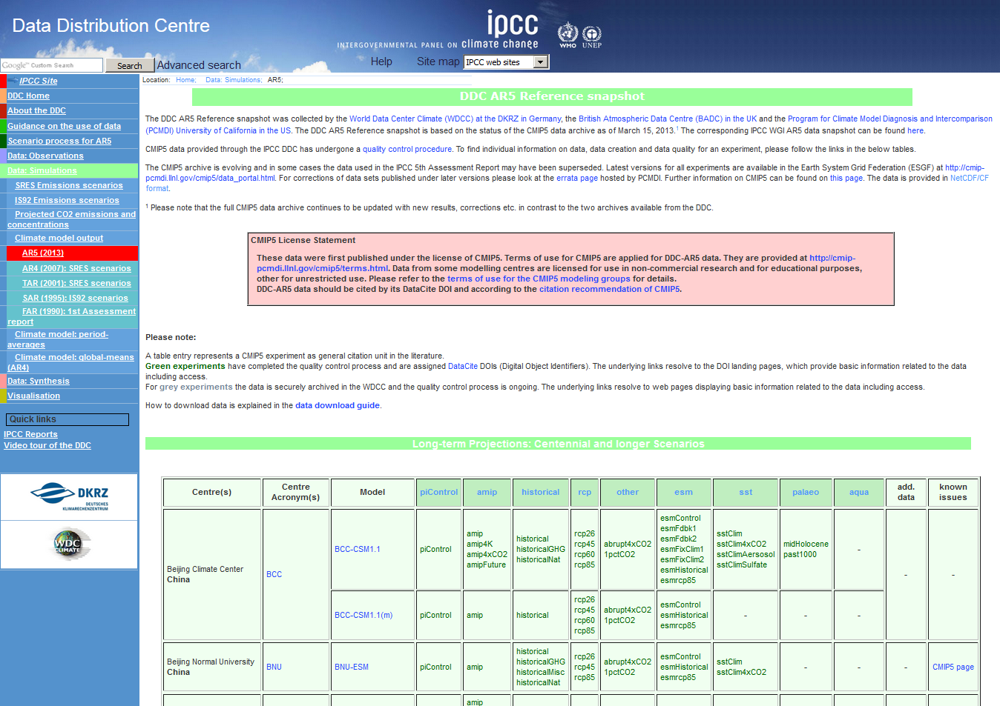 Data Distribution Centre
ipcc
INTERGOVERNMENTAL PANEL ON climate change
WMO UNEP
Google™ Custom Search
Search
Advanced search
Help
Site map
IPCC web sites
IPCC Site
DDC Home
About the DDC
Guidance on the use of data
Scenario process for AR5
Data: Observations
Data: Simulations
SRES Emissions scenarios
IS92 Emissions scenarios
Projected CO2 emissions and
concentrations
Climate model output
AR5 (2013)
AR4 (2007): SRES scenarios
TAR (2001): SRES scenarios
SAR (1995): IS92 scenarios
FAR (1990): 1st Assessment
report
Climate model: period-
averages
Climate model: global-means
(AR4)
Data: Synthesis
Visualisation
Quick links
IPCC Reports
Video tour of the DDC
DKRZ
DEUTSCHES
KLIMARECHENZENTRUM
WDC
CLIMATE
Location: Home; Data: Simulations; AR5;
DDC AR5 Reference snapshot
The DDC AR5 Reference snapshot was collected by the World Data Center Climate (WDCC) at the DKRZ in Germany, the British Atmospheric Data Centre (BADC) in the UK and the Program for Climate Model Diagnosis and Intercomparison
(PCMDI) University of California in the US. The DDC AR5 Reference snapshot is based on the status of the CMIP5 data archive as of March 15, 2013.1 The corresponding IPCC WGI AR5 data snapshot can be found here.
CMIP5 data provided through the IPCC DDC has undergone a quality control procedure. To find individual information on data, data creation and data quality for an experiment, please follow the links in the below tables.
The CMIP5 archive is evolving and in some cases the data used in the IPCC 5th Assessment Report may have been superseded. Latest versions for all experiments are available in the Earth System Grid Federation (ESGF) at http://cmip-
pcmdi.llnl.gov/cmip5/data_portal.html. For corrections of data sets published under later versions please look at the errata page hosted by PCMDI. Further information on CMIP5 can be found on this page. The data is provided in NetCDF/CF
format.
1 Please note that the full CMIP5 data archive continues to be updated with new results, corrections etc. in contrast to the two archives available from the DDC.
CMIP5 License Statement
These data were first published under the license of CMIP5. Terms of use for CMIP5 are applied for DDC-AR5 data. They are provided at http://cmip-
pcmdi.llnl.gov/cmip5/terms.html. Data from some modelling centres are licensed for use in non-commercial research and for educational purposes,
other for unrestricted use. Please refer to the terms of use for the CMIP5 modeling groups for details.
DDC-AR5 data should be cited by its DataCite DOI and according to the citation recommendation of CMIP5.
Please note:
A table entry represents a CMIP5 experiment as general citation unit in the literature.
Green experiments have completed the quality control process and are assigned DataCite DOIs (Digital Object Identifiers). The underlying links resolve to the DOI landing pages, which provide basic information related to the data
including access.
For grey experiments the data is securely archived in the WDCC and the quality control process is ongoing. The underlying links resolve to web pages displaying basic information related to the data including access.
How to download data is explained in the data download guide.
Long-term Projections: Centennial and longer Scenarios
Centre(s)
Centre
Acronym(s)
Model
piControl
amip
historical
rcp
other
esm
sst
palaeo
aqua
add.
data
known
issues
Beijing Climate Center
China
BCC
BCC-CSM1.1
piControl
amip
amip4K
amip4xCO2
amipFuture
historical
historicalGHG
historicalNat
rcp26
rcp45
rcp60
rcp85
abrupt4xCO2
1pctCO2
esmControl
esmFdbk1
esmFdbk2
esmFixClim1
esmFixClim2
esmHistorical
esmrcp85
sstClim
sstClim4xCO2
sstClimAersosol
sstClimSulfate
midHolocene
past1000
-
-
-
BCC-CSM1.1(m)
piControl
amip
historical
rcp26
rcp45
rcp60
rcp85
abrupt4xCO2
1pctCO2
esmControl
esmHistorical
esmrcp85
-
-
-
Beijing Normal University
China
BNU
BNU-ESM
piControl
amip
historical
historicalGHG
historicalMisc
historicalNat
rcp26
rcp45
rcp85
abrupt4xCO2
1pctCO2
esmControl
esmHistorical
esmrcp85
sstClim
sstClim4xCO2
-
-
-
CMIP5 page
amip